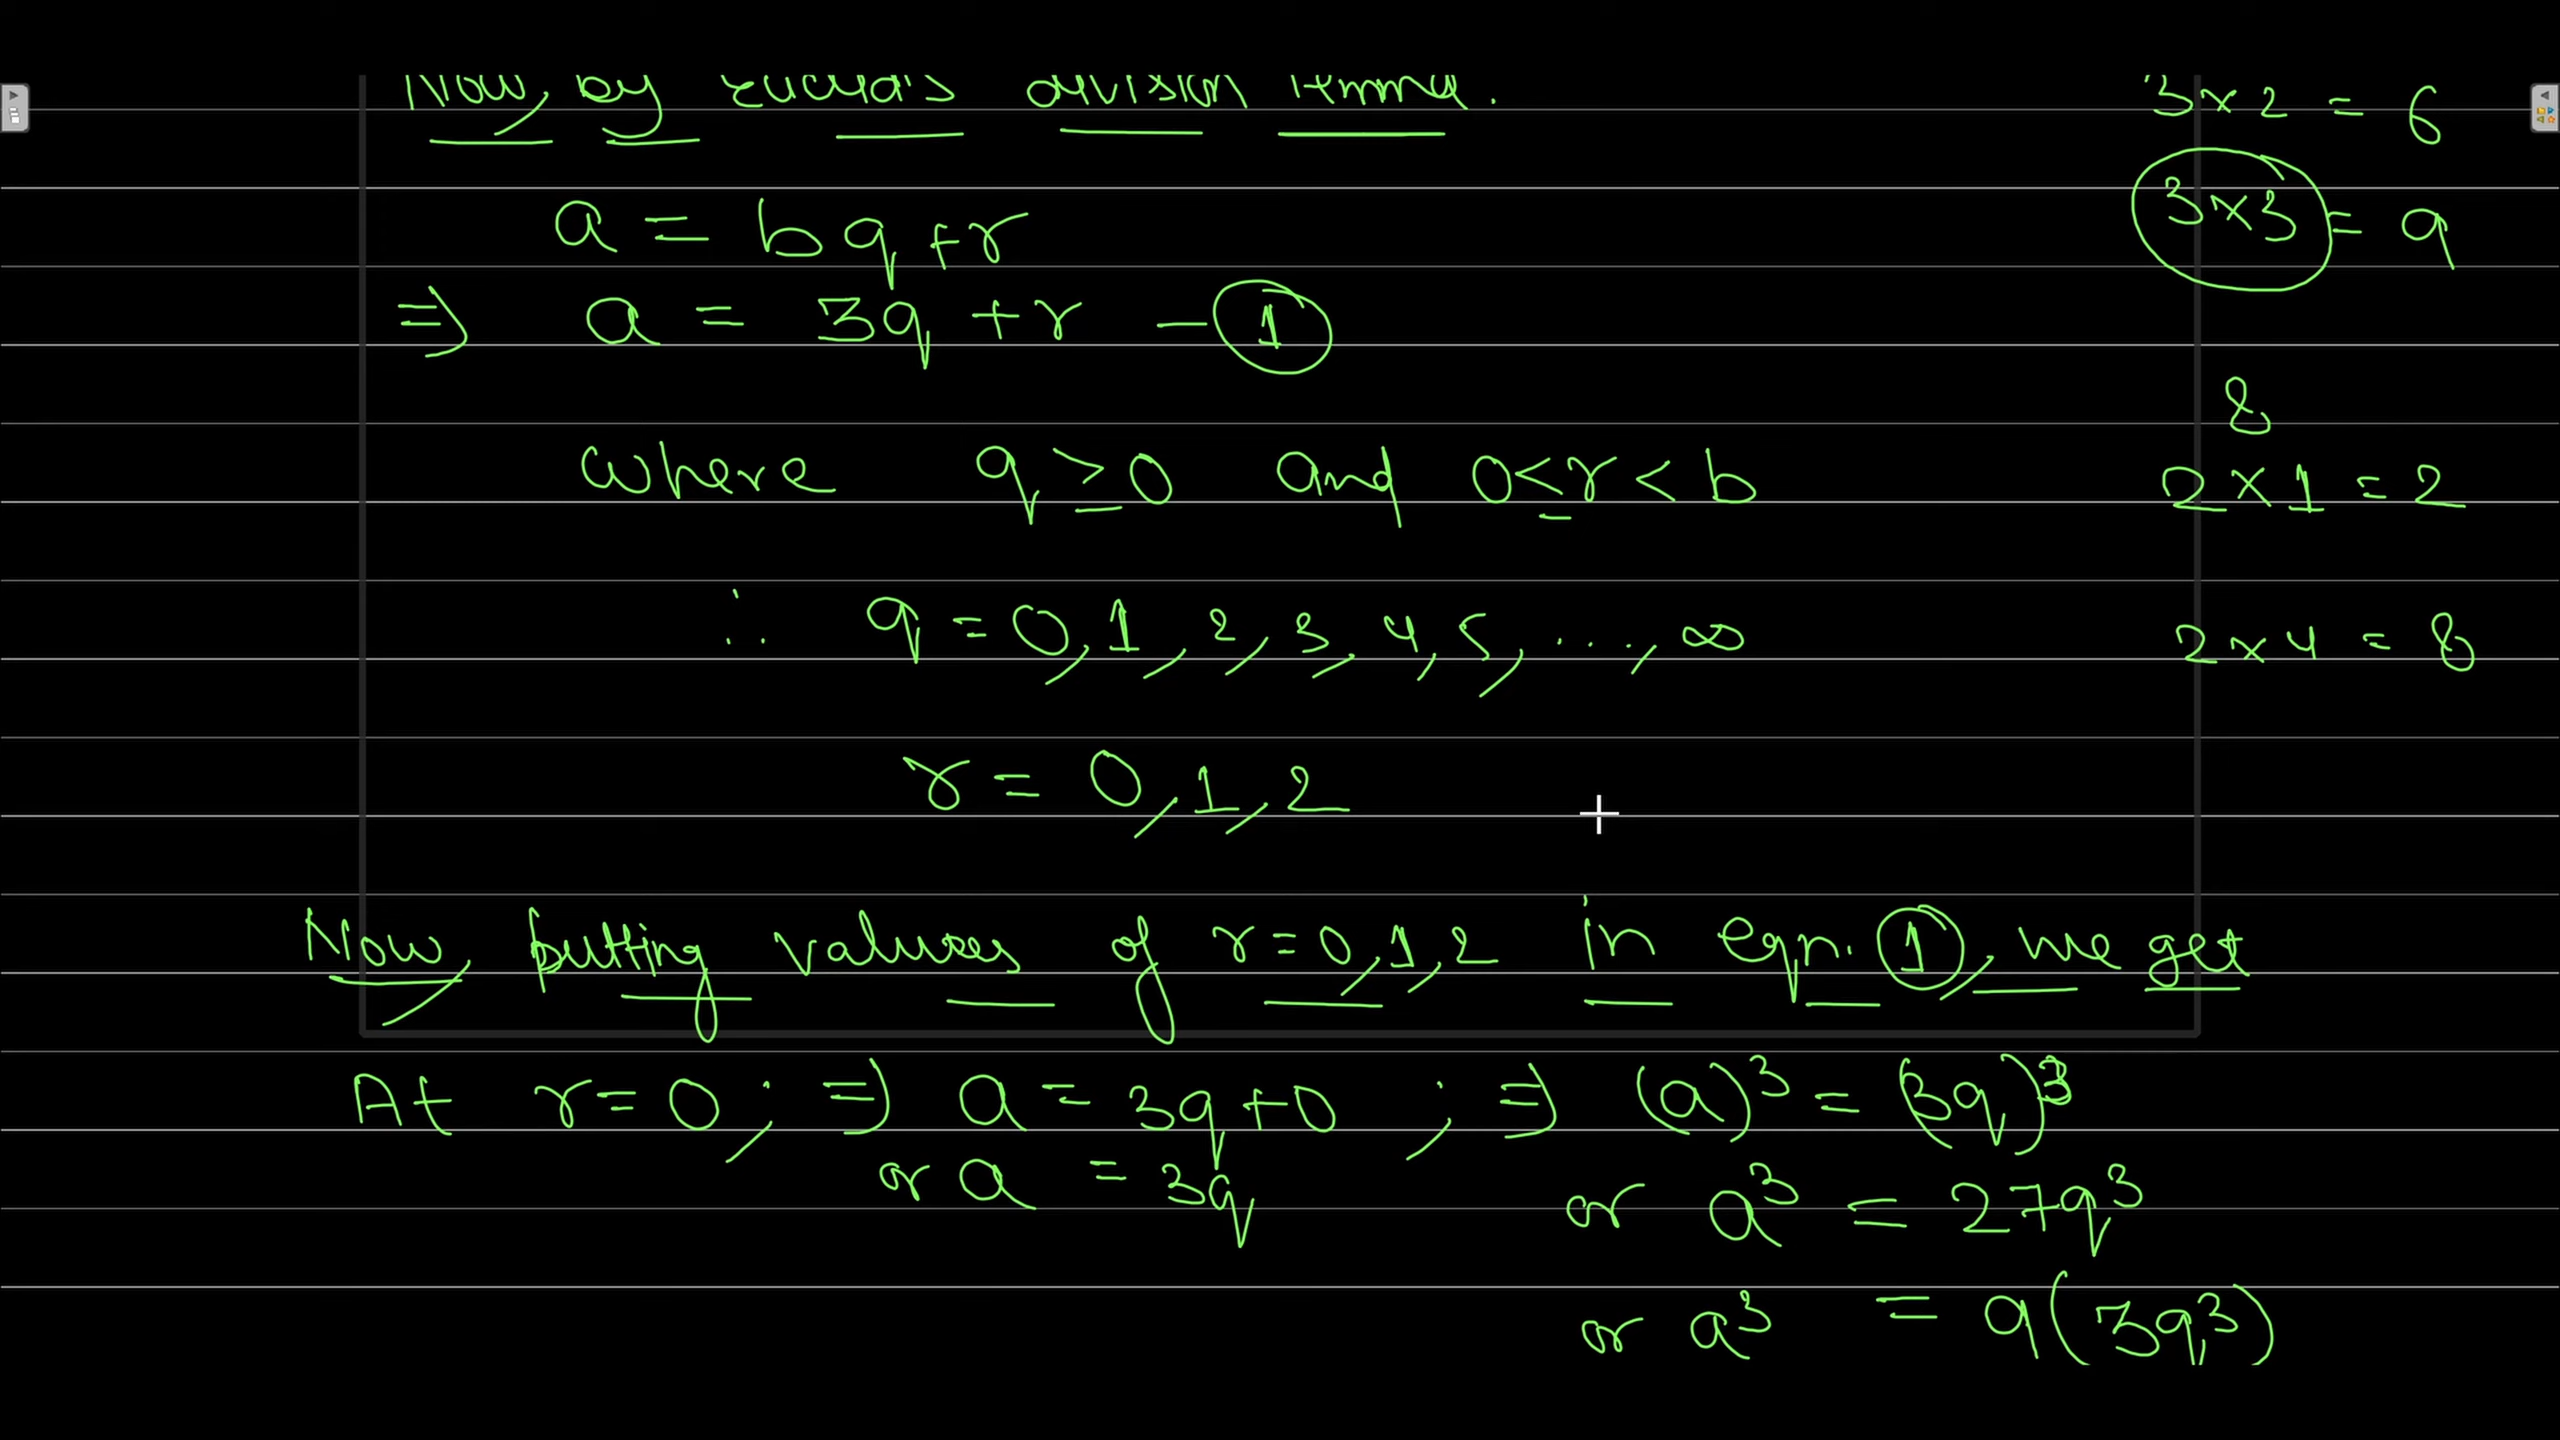 Now, by Euclid's division lemma.
a = bq + r
⇒ a = 3q + r - ①
where q ≥ 0 and 0 ≤ r < b
∴ q = 0, 1, 2, 3, 4, 5, ..., ∞
r = 0, 1, 2
3 × 2 = 6
3 × 3 = 9
8
2 × 1 = 2
2 × 4 = 8
Now, putting values of r = 0, 1, 2 in eqn. ①, we get
At r = 0; ⇒ a = 3q + 0 ; ⇒ (a)³ = (3q)³
or a = 3q
or a³ = 27q³
or a³ = 9(3q³)